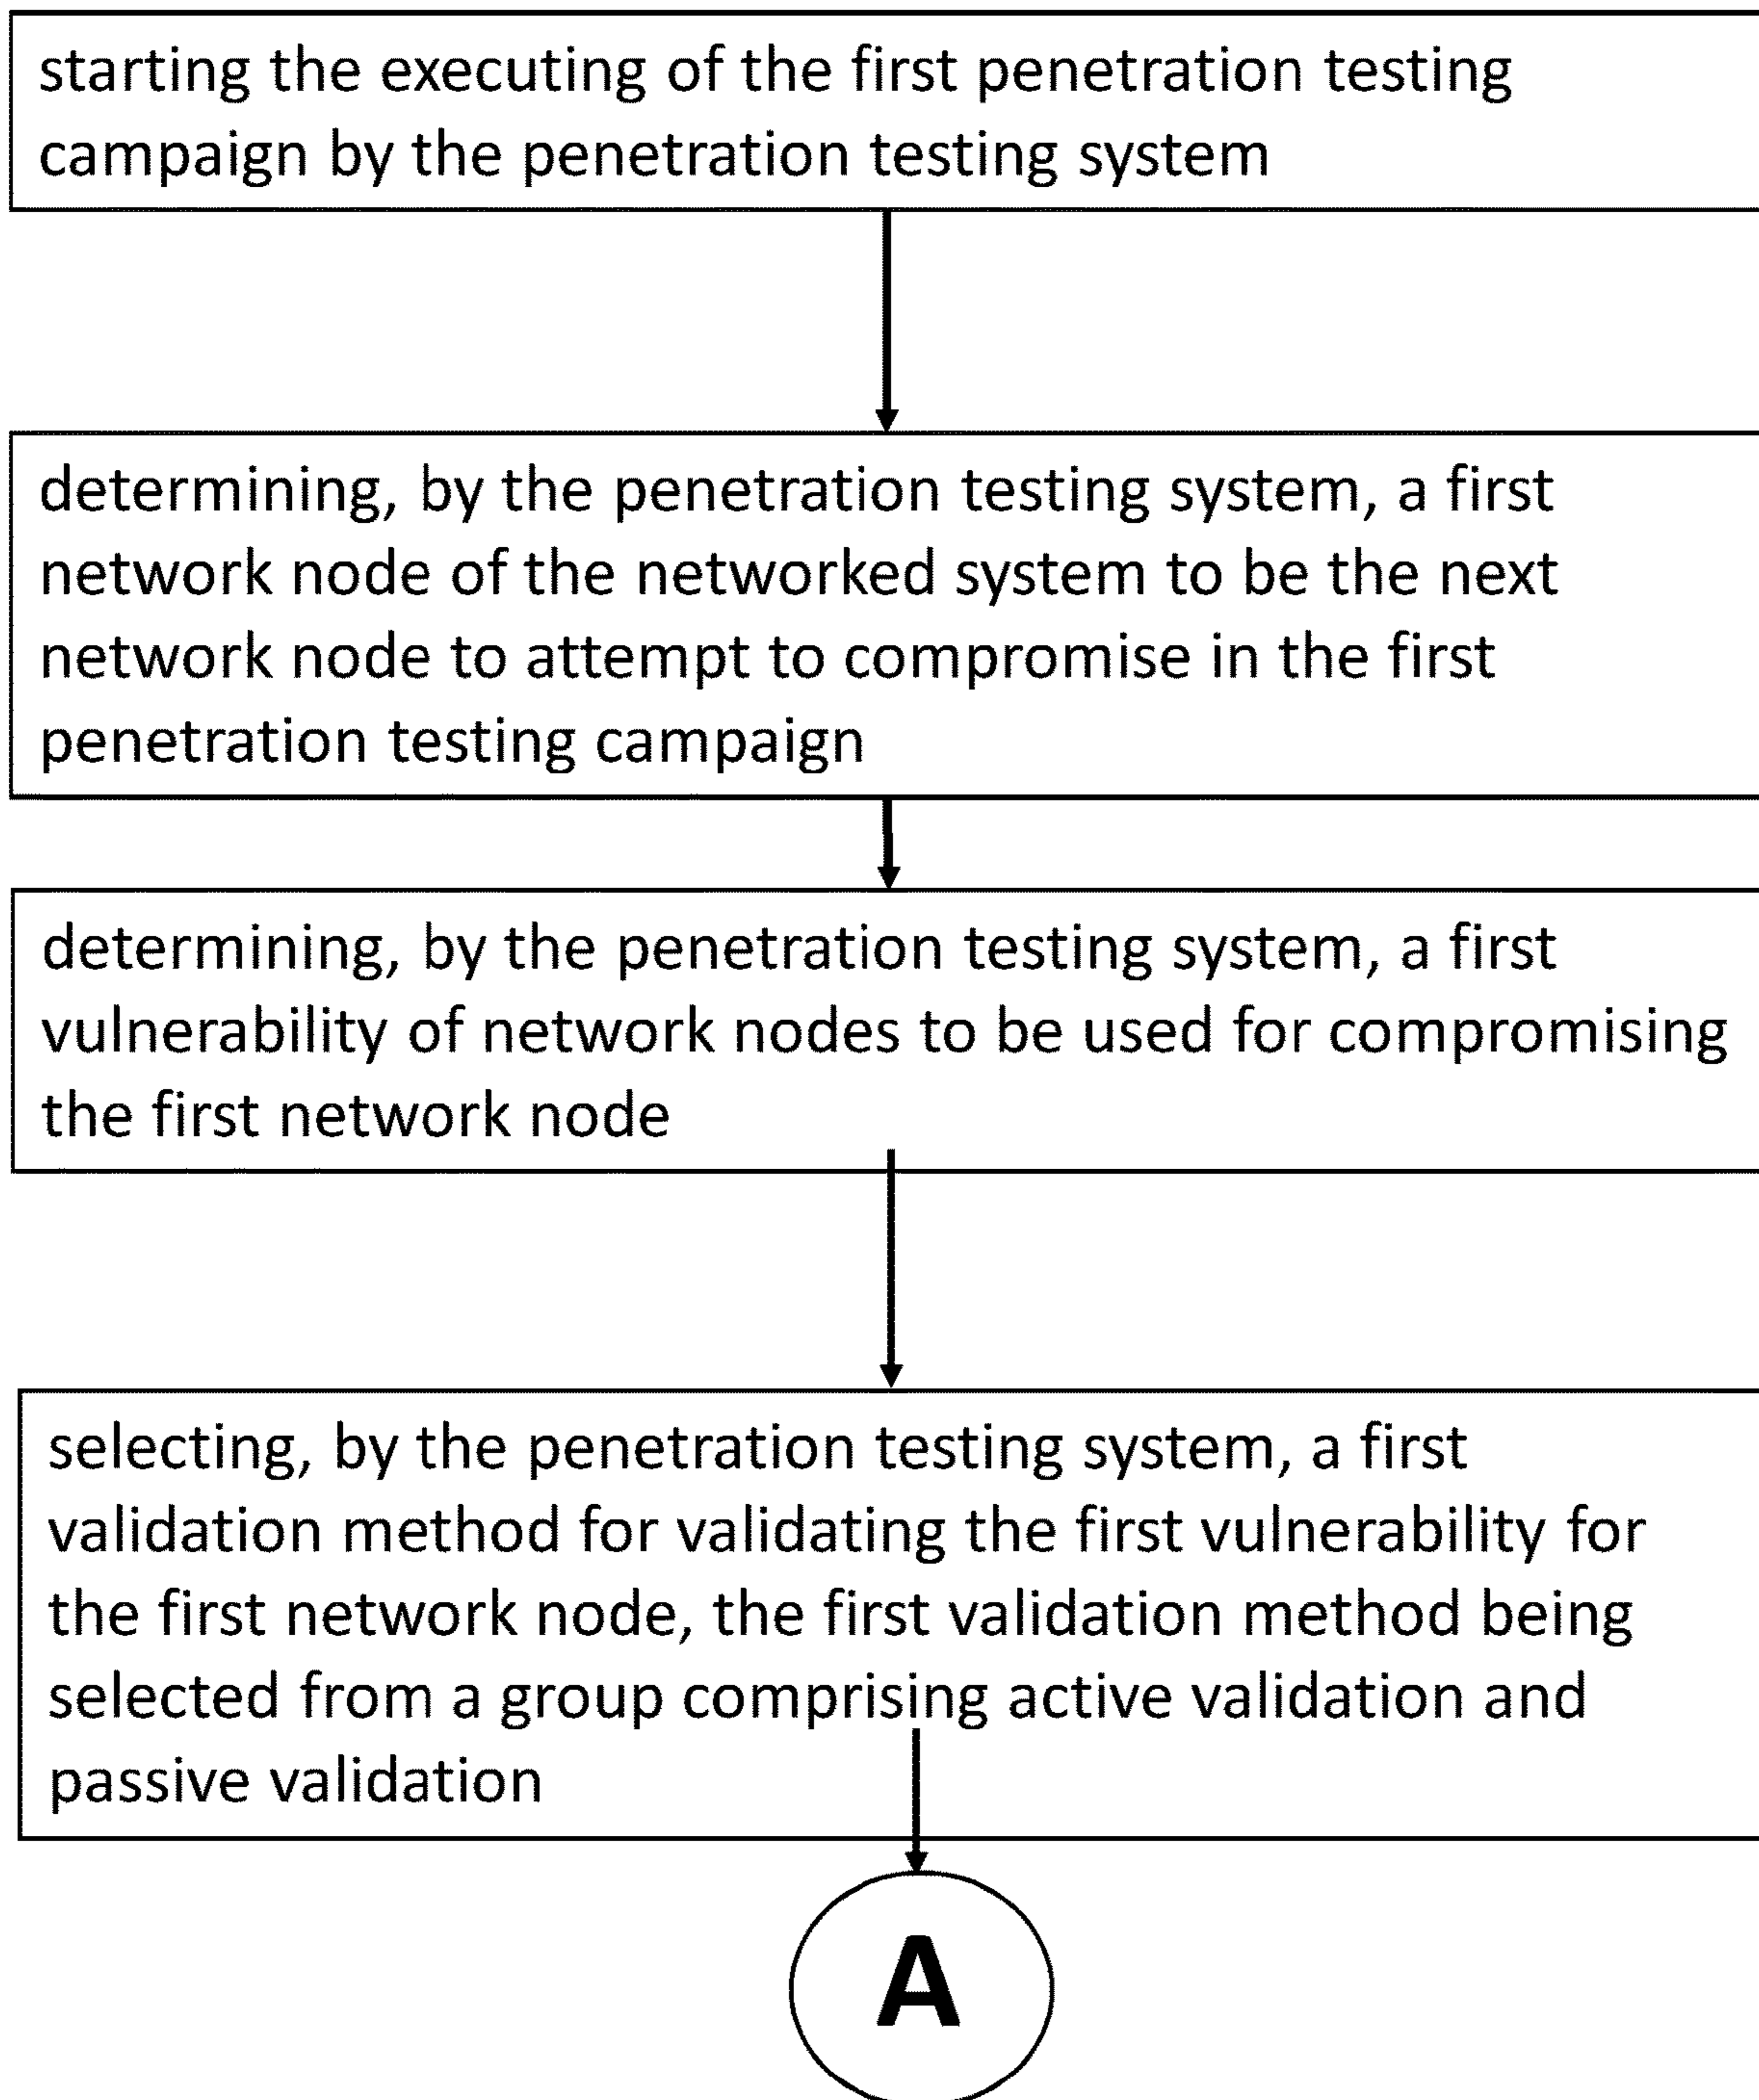 starting the executing of the first penetration testing
campaign by the penetration testing system
determining, by the penetration testing system, a first
network node of the networked system to be the next
network node to attempt to compromise in the first
penetration testing campaign
determining, by the penetration testing system, a first
vulnerability of network nodes to be used for compromising
the first network node
selecting, by the penetration testing system, a first
validation method for validating the first vulnerability for
the first network node, the first validation method being
selected from a group comprising active validation and
passive validation
A